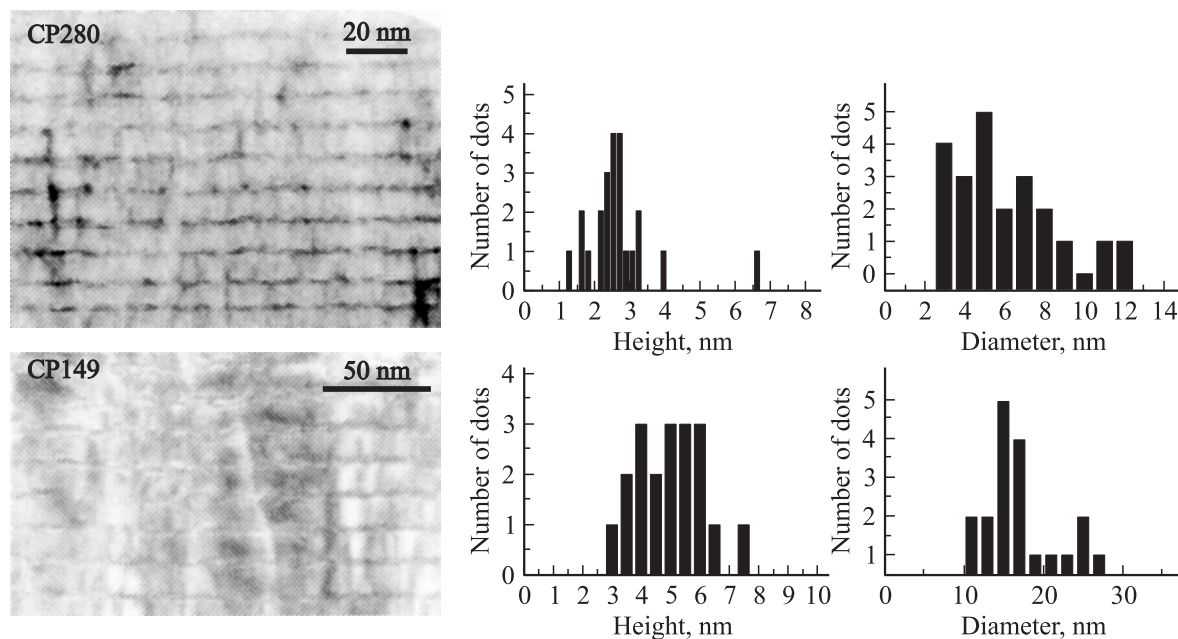 CP280
20 nm
5
4
3
2
1
0
Number of dots
0 1 2 3 4 5 6 7 8
Height, nm
5
4
3
2
1
0
Number of dots
0 2 4 6 8 10 12 14
Diameter, nm
CP149
50 nm
4
3
2
1
0
Number of dots
0 1 2 3 4 5 6 7 8 9 10
Height, nm
5
4
3
2
1
Number of dots
0 10 20 30
Diameter, nm